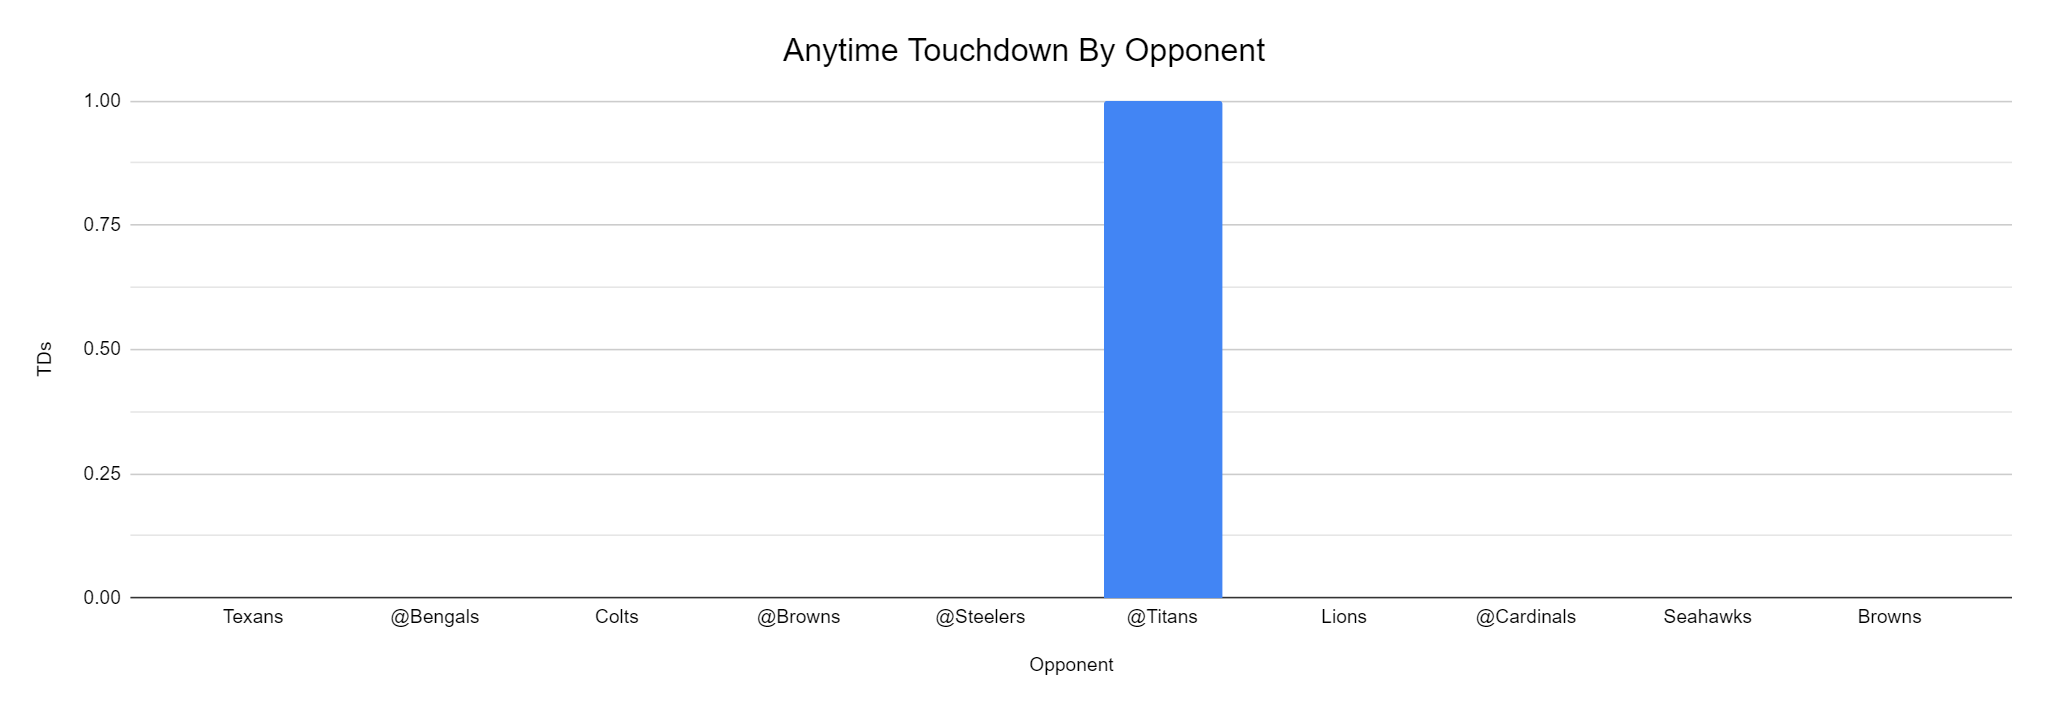 Anytime Touchdown By Opponent
1.00
0.75
0.50
0.25
0.00
TDs
Texans
@Bengals
Colts
@Browns
@Steelers
@Titans
Lions
@Cardinals
Seahawks
Browns
Opponent